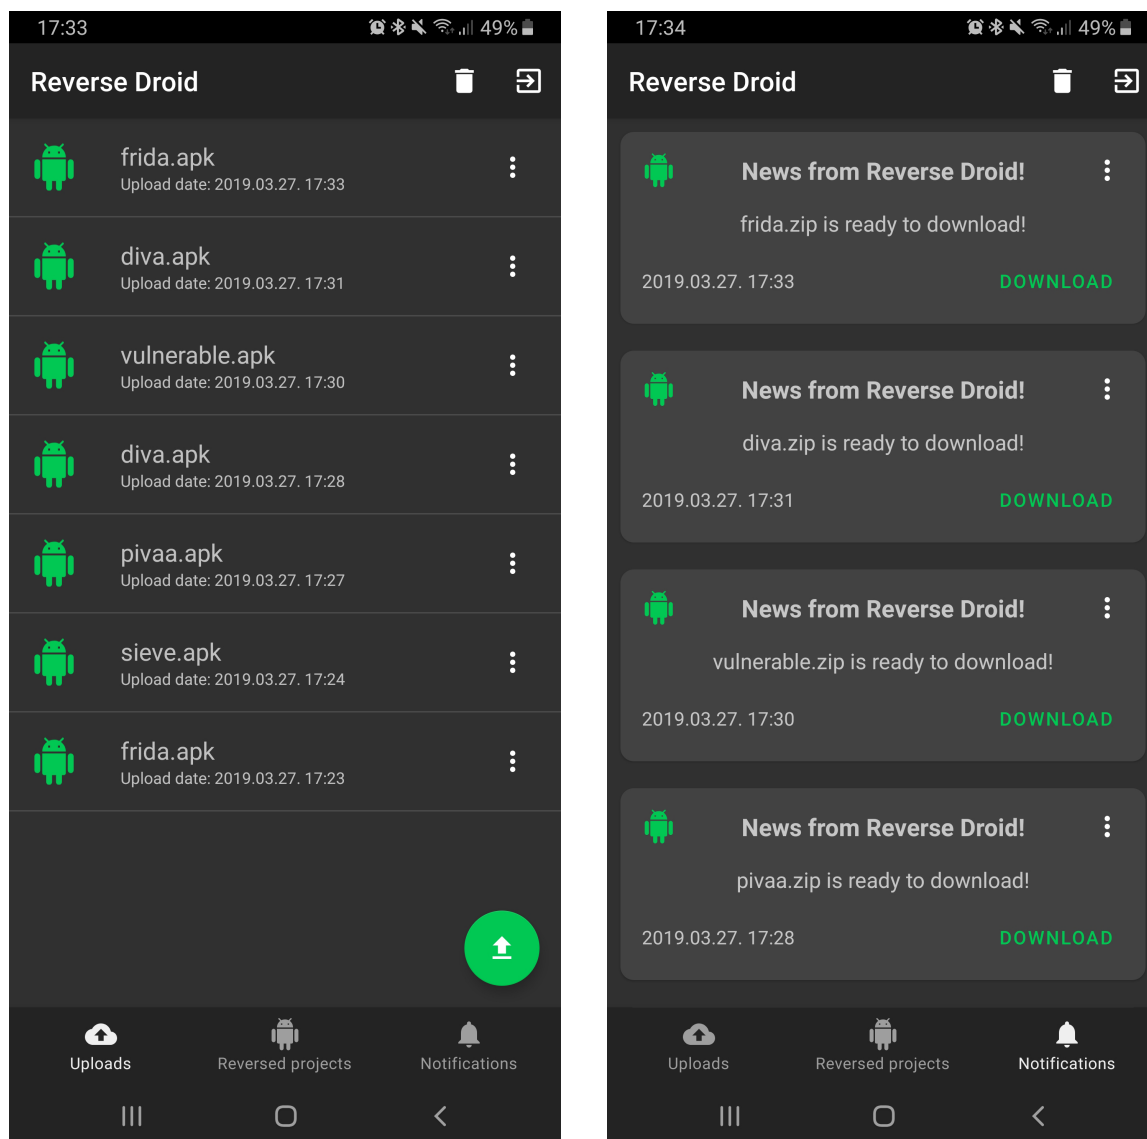 17:33
49%
Reverse Droid
frida.apk
Upload date: 2019.03.27. 17:33
diva.apk
Upload date: 2019.03.27. 17:31
vulnerable.apk
Upload date: 2019.03.27. 17:30
diva.apk
Upload date: 2019.03.27. 17:28
pivaa.apk
Upload date: 2019.03.27. 17:27
sieve.apk
Upload date: 2019.03.27. 17:24
frida.apk
Upload date: 2019.03.27. 17:23
Uploads
Reversed projects
Notifications
17:34
49%
Reverse Droid
News from Reverse Droid!
frida.zip is ready to download!
2019.03.27. 17:33 DOWNLOAD
News from Reverse Droid!
diva.zip is ready to download!
2019.03.27. 17:31 DOWNLOAD
News from Reverse Droid!
vulnerable.zip is ready to download!
2019.03.27. 17:30 DOWNLOAD
News from Reverse Droid!
pivaa.zip is ready to download!
2019.03.27. 17:28 DOWNLOAD
Uploads
Reversed projects
Notifications